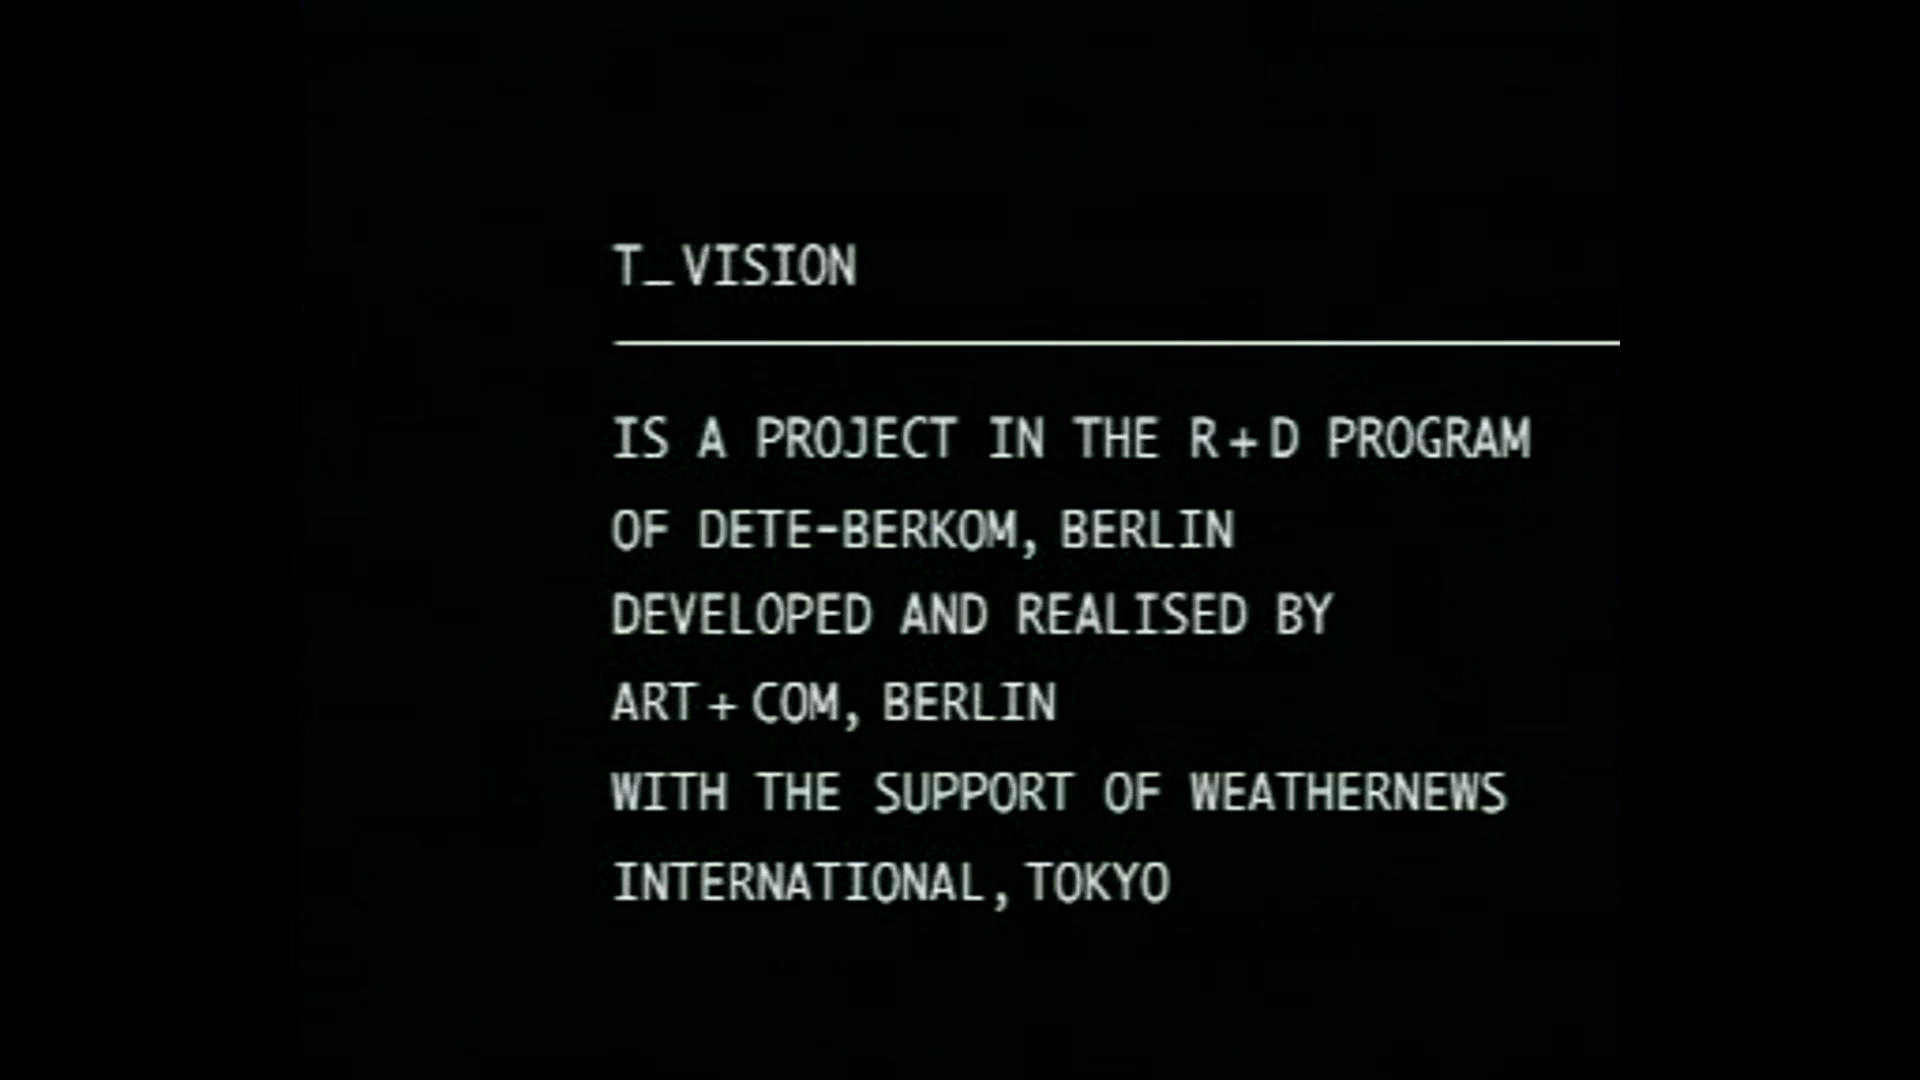 T_VISION
IS A PROJECT IN THE R+D PROGRAM
OF DETE-BERKOM, BERLIN
DEVELOPED AND REALISED BY
ART+COM, BERLIN
WITH THE SUPPORT OF WEATHERNEWS
INTERNATIONAL, TOKYO